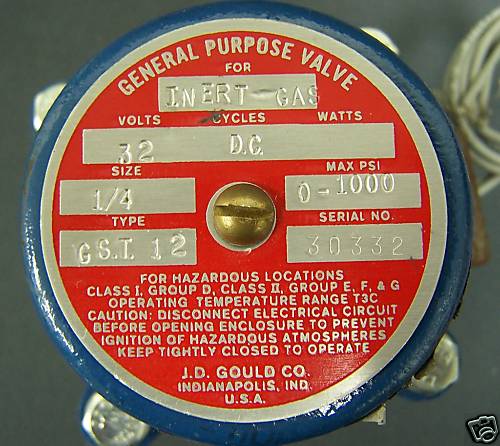 GENERAL PURPOSE VALVE
FOR
INERT-GAS
VOLTS CYCLES WATTS
32 D.C.
SIZE MAX PSI
1/4 0-1000
TYPE SERIAL NO.
G S.T. 12 30332
FOR HAZARDOUS LOCATIONS
CLASS I, GROUP D, CLASS II, GROUP E, F, & G
OPERATING TEMPERATURE RANGE T3C
CAUTION: DISCONNECT ELECTRICAL CIRCUIT
BEFORE OPENING ENCLOSURE TO PREVENT
IGNITION OF HAZARDOUS ATMOSPHERES
KEEP TIGHTLY CLOSED TO OPERATE
J.D. GOULD CO.
INDIANAPOLIS, IND.
U.S.A.